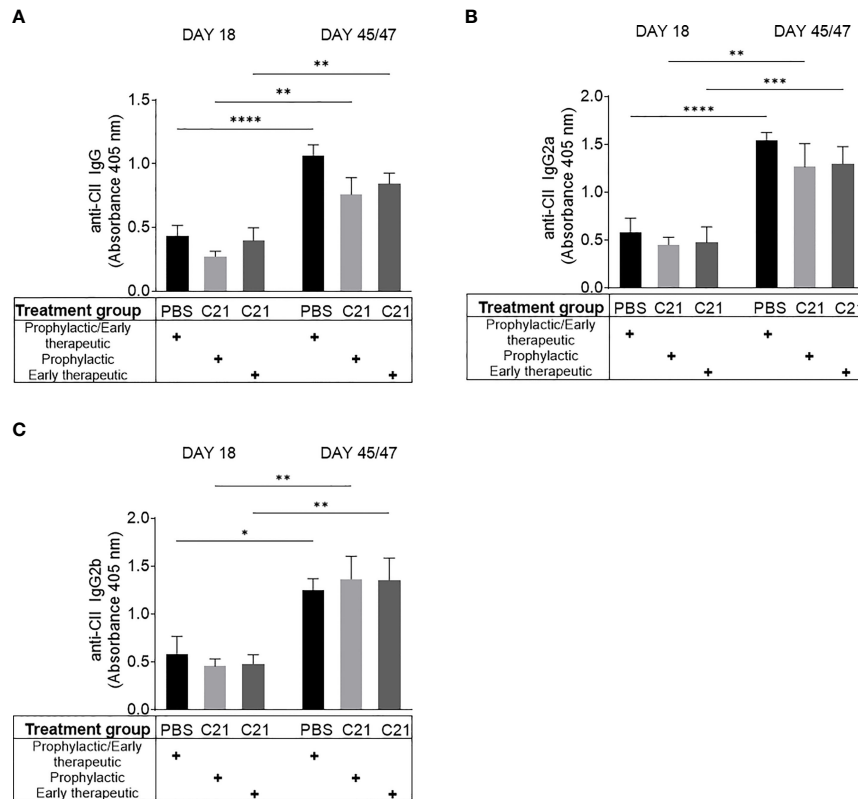 A
DAY 18 DAY 45/47
**
**
****
anti-CII IgG
(Absorbance 405 nm)
1.5
1.0
0.5
0.0
Treatment group PBS C21 C21 PBS C21 C21
Prophylactic/Early
therapeutic + +
Prophylactic + +
Early therapeutic + +
B
DAY 18 DAY 45/47
**
***
****
anti-CII IgG2a
(Absorbance 405 nm)
2.0
1.5
1.0
0.5
0.0
Treatment group PBS C21 C21 PBS C21 C21
Prophylactic/Early
therapeutic + +
Prophylactic + +
Early therapeutic + +
C
DAY 18 DAY 45/47
**
**
*
anti-CII IgG2b
(Absorbance 405 nm)
2.0
1.5
1.0
0.5
0.0
Treatment group PBS C21 C21 PBS C21 C21
Prophylactic/Early
therapeutic + +
Prophylactic + +
Early therapeutic + +